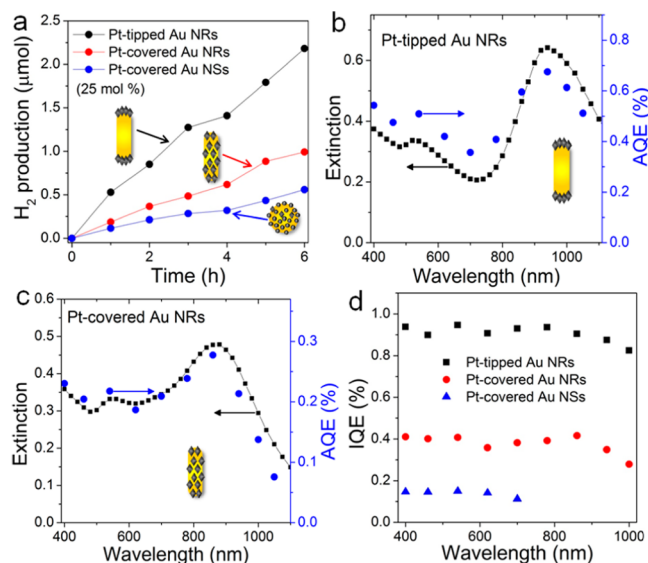 a
Pt-tipped Au NRs
Pt-covered Au NRs
Pt-covered Au NSs
(25 mol %)
H2 production (μmol)
2.5
2.0
1.5
1.0
0.5
0.0
0 2 4 6
Time (h)
b
Pt-tipped Au NRs
Extinction
0.6
0.4
0.2
0.0
0.8
0.6
0.4
0.2
0.0
AQE (%)
400 600 800 1000
Wavelength (nm)
c
Pt-covered Au NRs
Extinction
0.6
0.5
0.4
0.3
0.2
0.1
0.0
0.3
0.2
0.1
0.0
AQE (%)
400 600 800 1000
Wavelength (nm)
d
IQE (%)
1.0
0.8
0.6
0.4
0.2
0.0
Pt-tipped Au NRs
Pt-covered Au NRs
Pt-covered Au NSs
400 600 800 1000
Wavelength (nm)